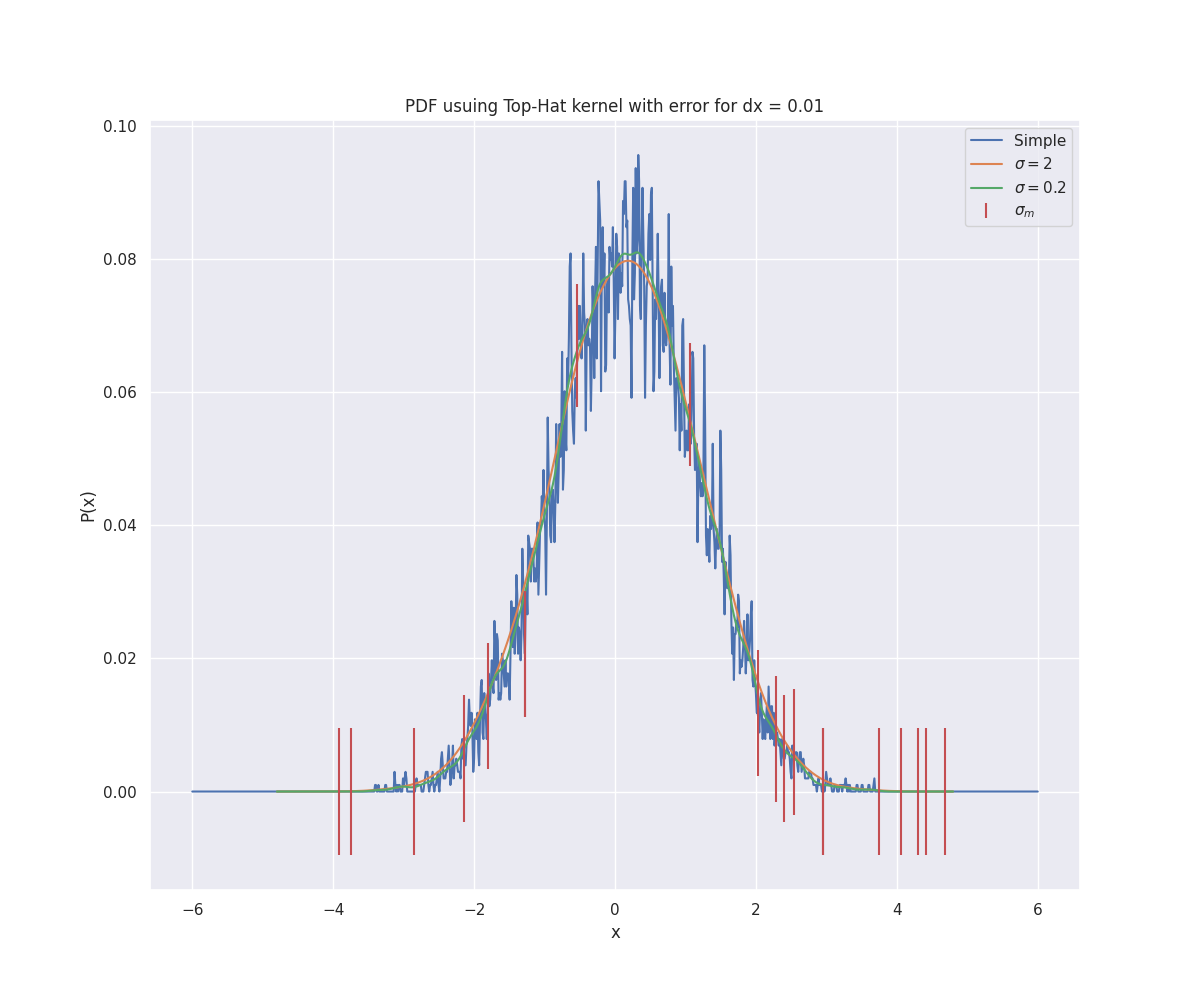 PDF usuing Top-Hat kernel with error for dx = 0.01
0.10
0.08
0.06
0.04
0.02
0.00
P(x)
−6
−4
−2
0
2
4
6
x
Simple
σ = 2
σ = 0.2
σₘ